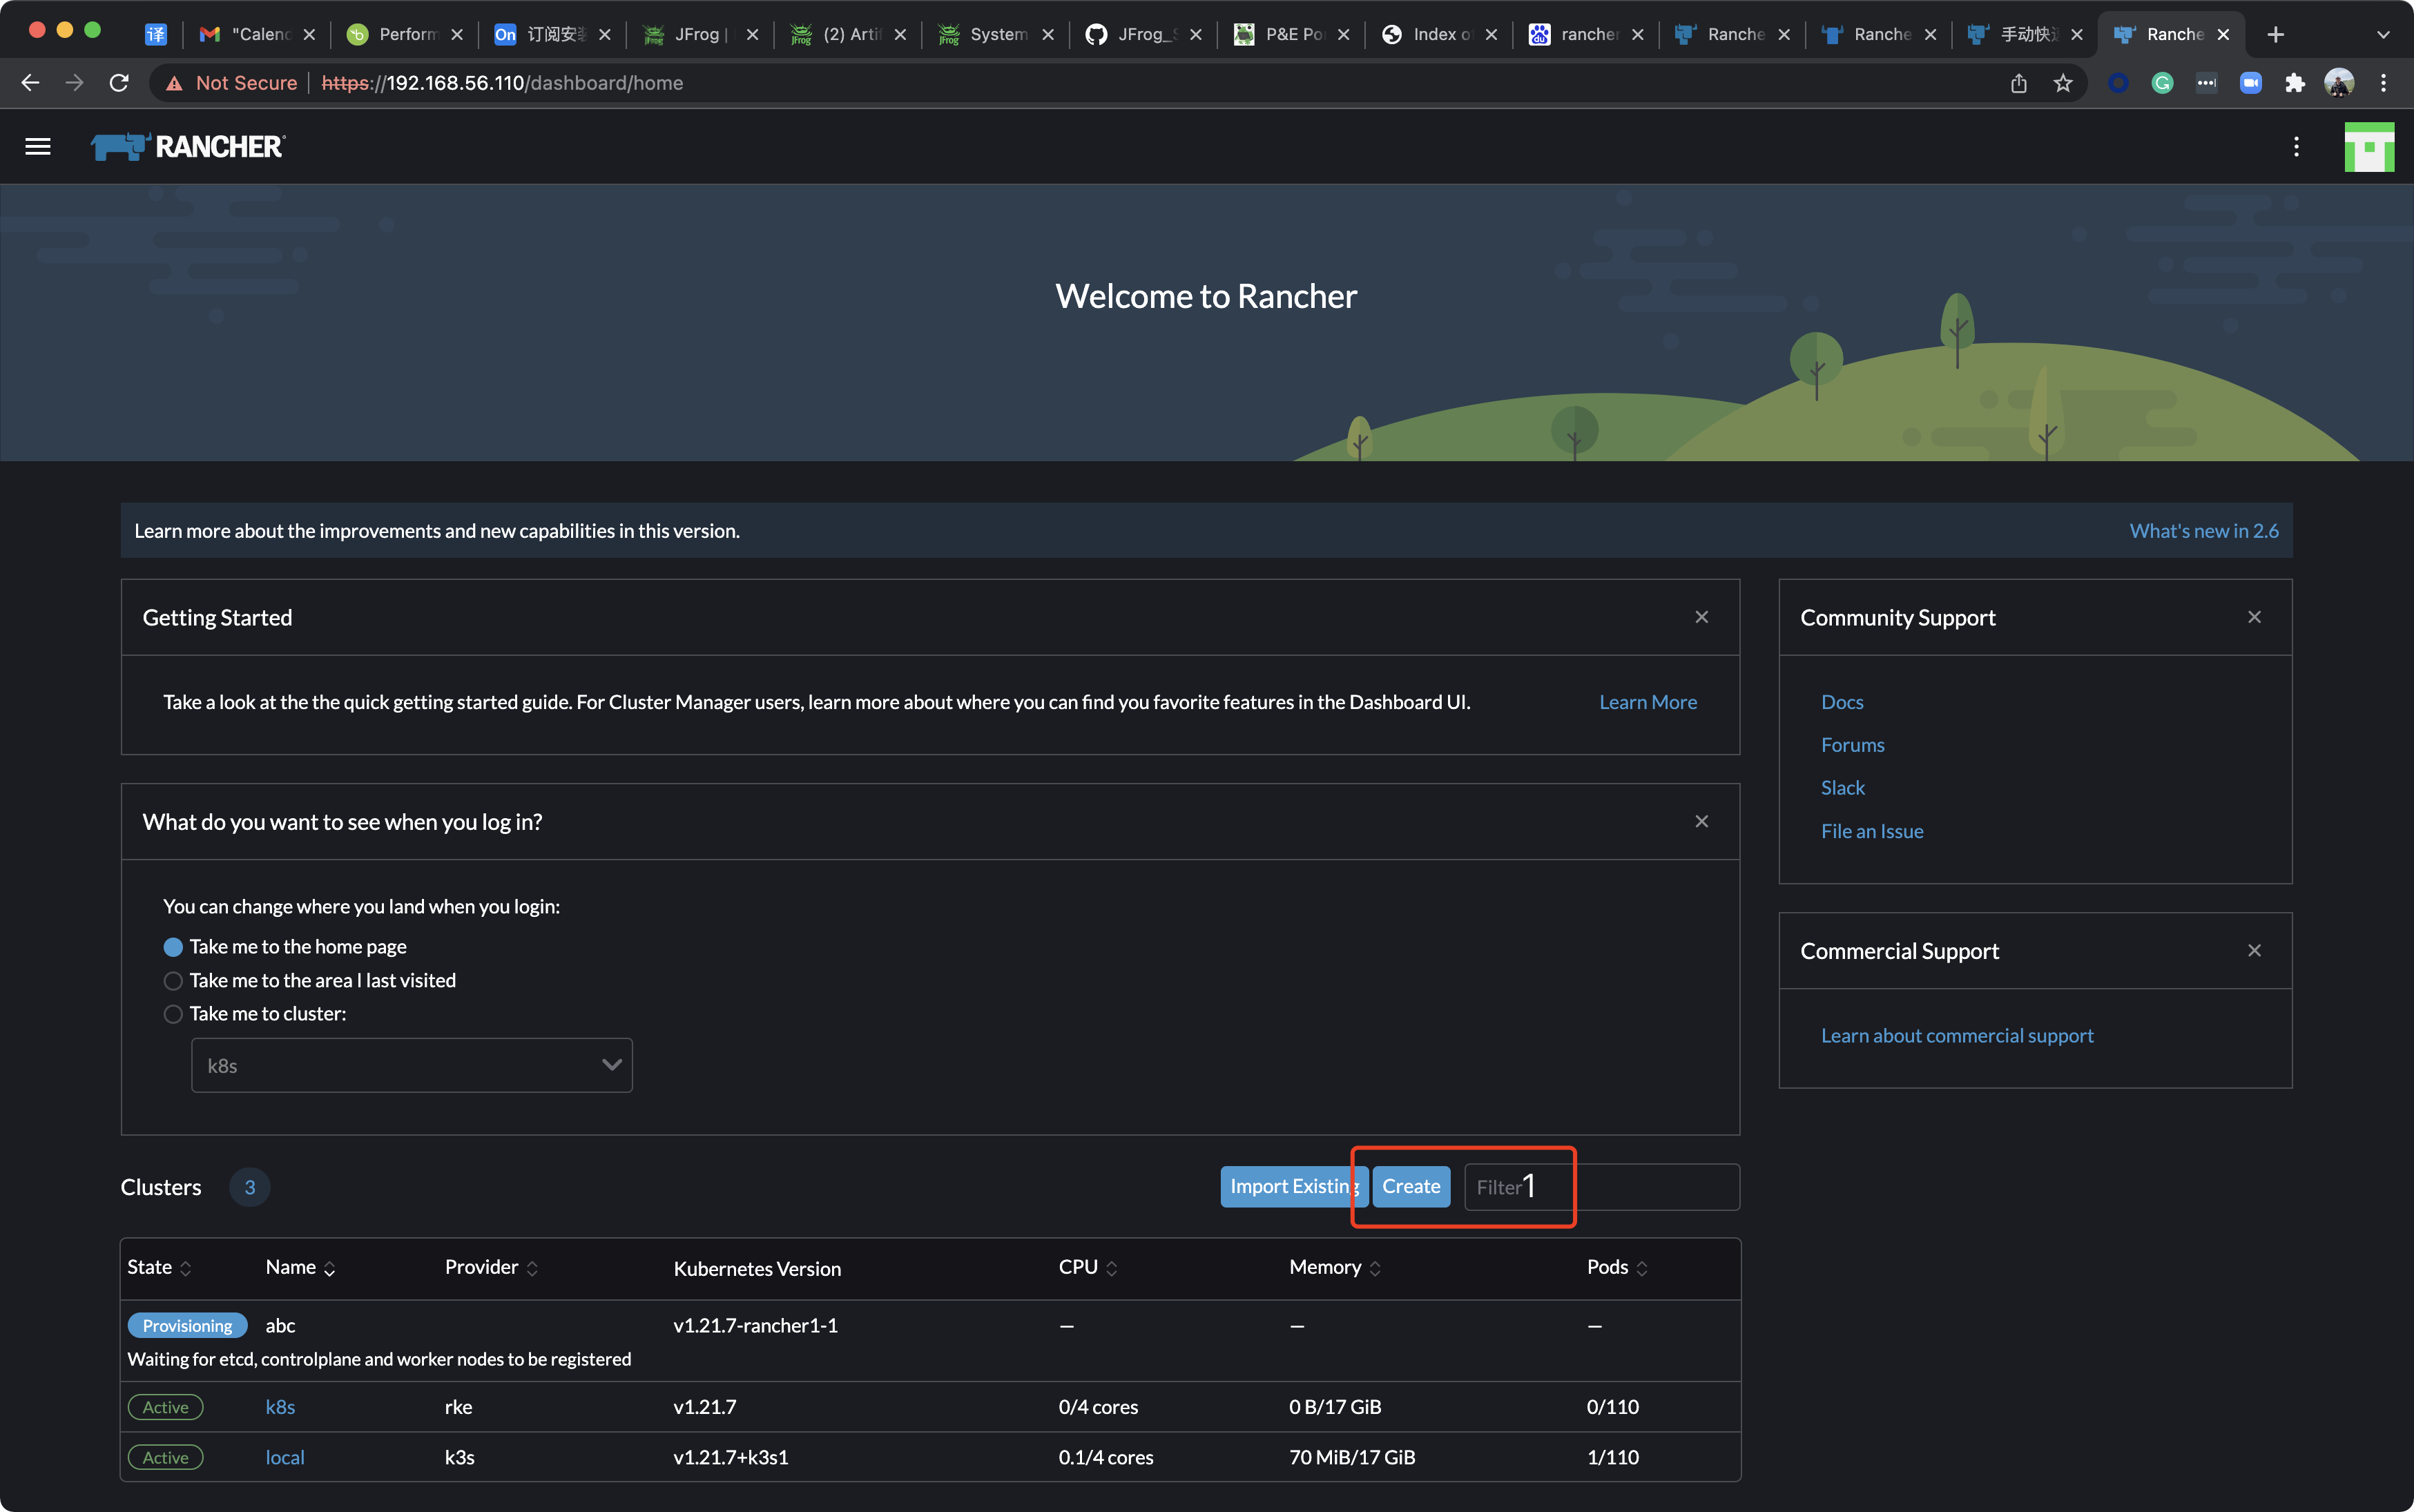 译 "Calend Perform On 订阅安装 JFrog | (2) Artif System JFrog_S P&E Por Index of du rancher Ranche Ranche 手动快速 Ranche
Not Secure https://192.168.56.110/dashboard/home
RANCHER
Welcome to Rancher
Learn more about the improvements and new capabilities in this version. What's new in 2.6
Getting Started
Take a look at the the quick getting started guide. For Cluster Manager users, learn more about where you can find you favorite features in the Dashboard UI. Learn More
What do you want to see when you log in?
You can change where you land when you login:
Take me to the home page
Take me to the area I last visited
Take me to cluster:
k8s
Community Support
Docs
Forums
Slack
File an Issue
Commercial Support
Learn about commercial support
Clusters 3 Import Existing Create Filter 1
State Name Provider Kubernetes Version CPU Memory Pods
Provisioning abc v1.21.7-rancher1-1 — — —
Waiting for etcd, controlplane and worker nodes to be registered
Active k8s rke v1.21.7 0/4 cores 0 B/17 GiB 0/110
Active local k3s v1.21.7+k3s1 0.1/4 cores 70 MiB/17 GiB 1/110